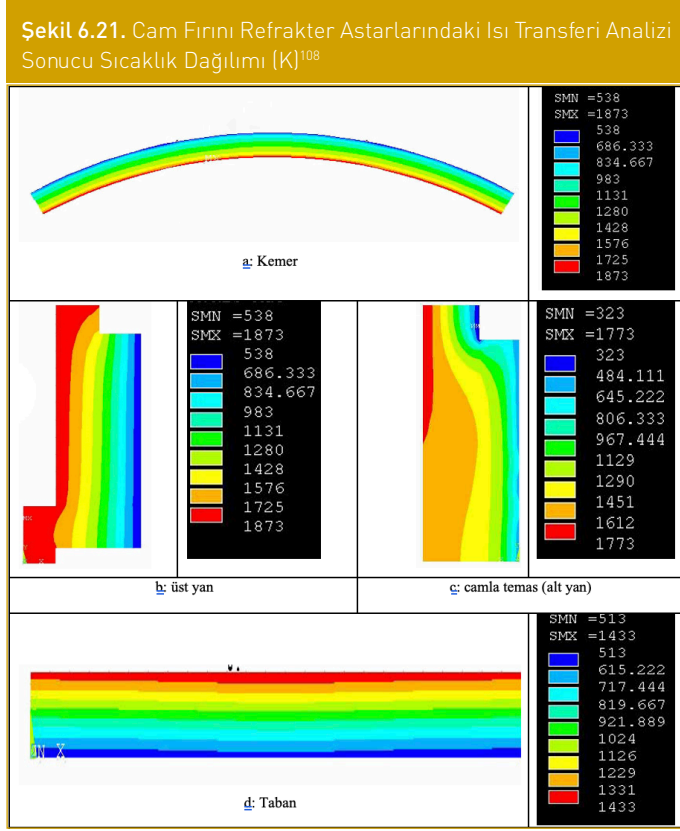 Şekil 6.21. Cam Fırını Refrakter Astarlarındaki Isı Transferi Analizi
Sonucu Sıcaklık Dağılımı (K)108
SMN =538
SMX =1873
538
686.333
834.667
983
1131
1280
1428
1576
1725
1873
a: Kemer
SMN =538
SMX =1873
538
686.333
834.667
983
1131
1280
1428
1576
1725
1873
SMN =323
SMX =1773
323
484.111
645.222
806.333
967.444
1129
1290
1451
1612
1773
b: üst yan
c: camla temas (alt yan)
SMN =513
SMX =1433
513
615.222
717.444
819.667
921.889
1024
1126
1229
1331
1433
X
d: Taban